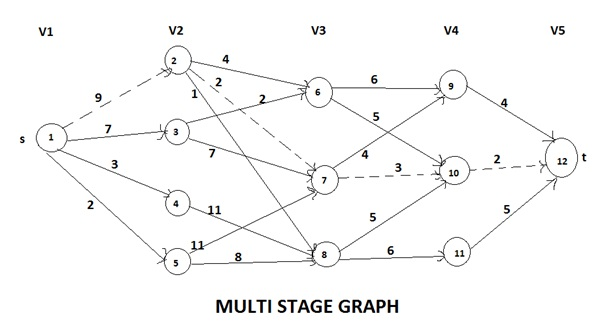 V1 V2 V3 V4 V5
2 4
6 6 9
9 2 1 2 5 4
s 1 7 3
7 4 12 t
3 7 3 10 2
2 4 11 5 5
11 8 6 11
5 8
MULTI STAGE GRAPH